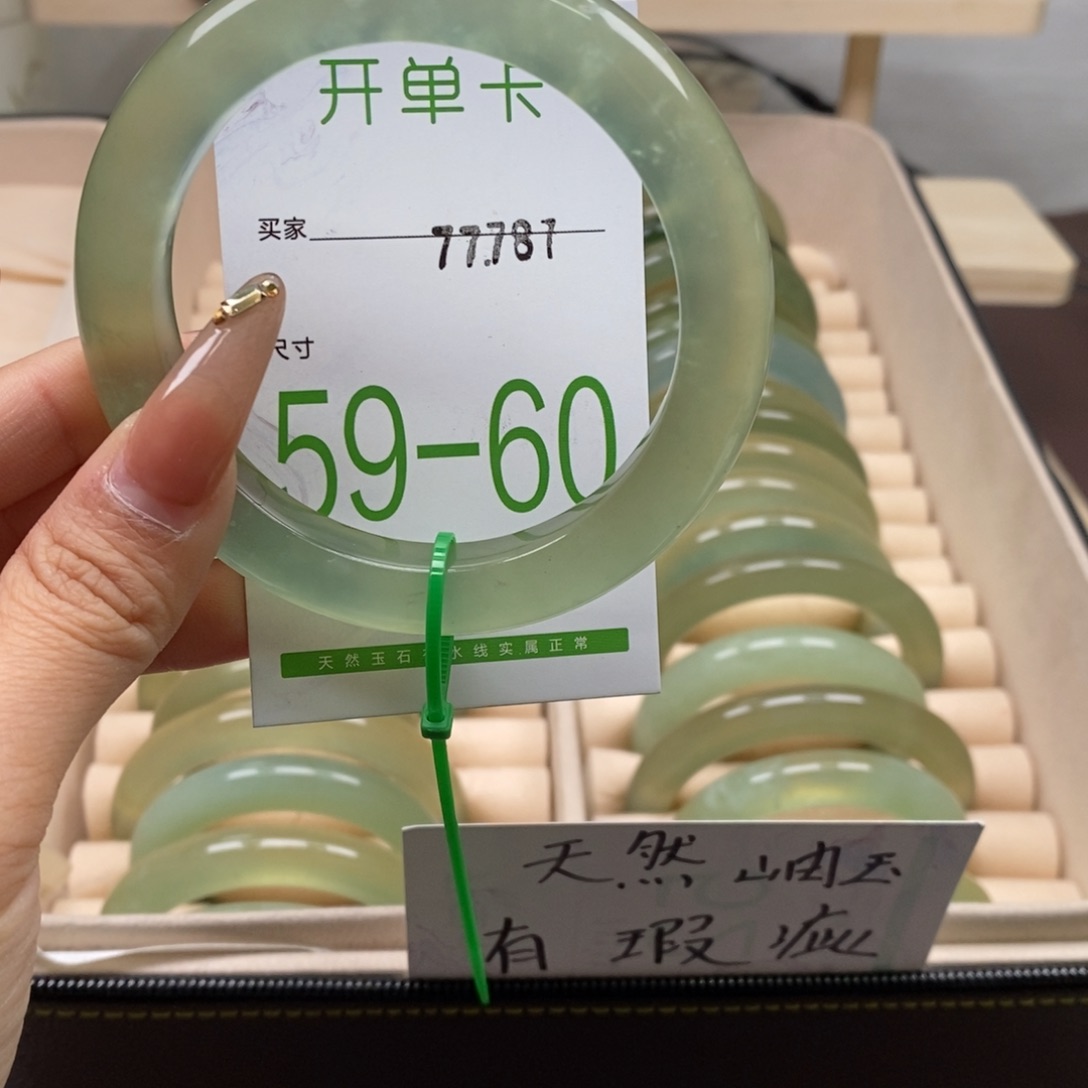 开单卡
买家 77.787
尺寸
59-60
天然玉石 水线实属正常
天然岫玉
有瑕疵